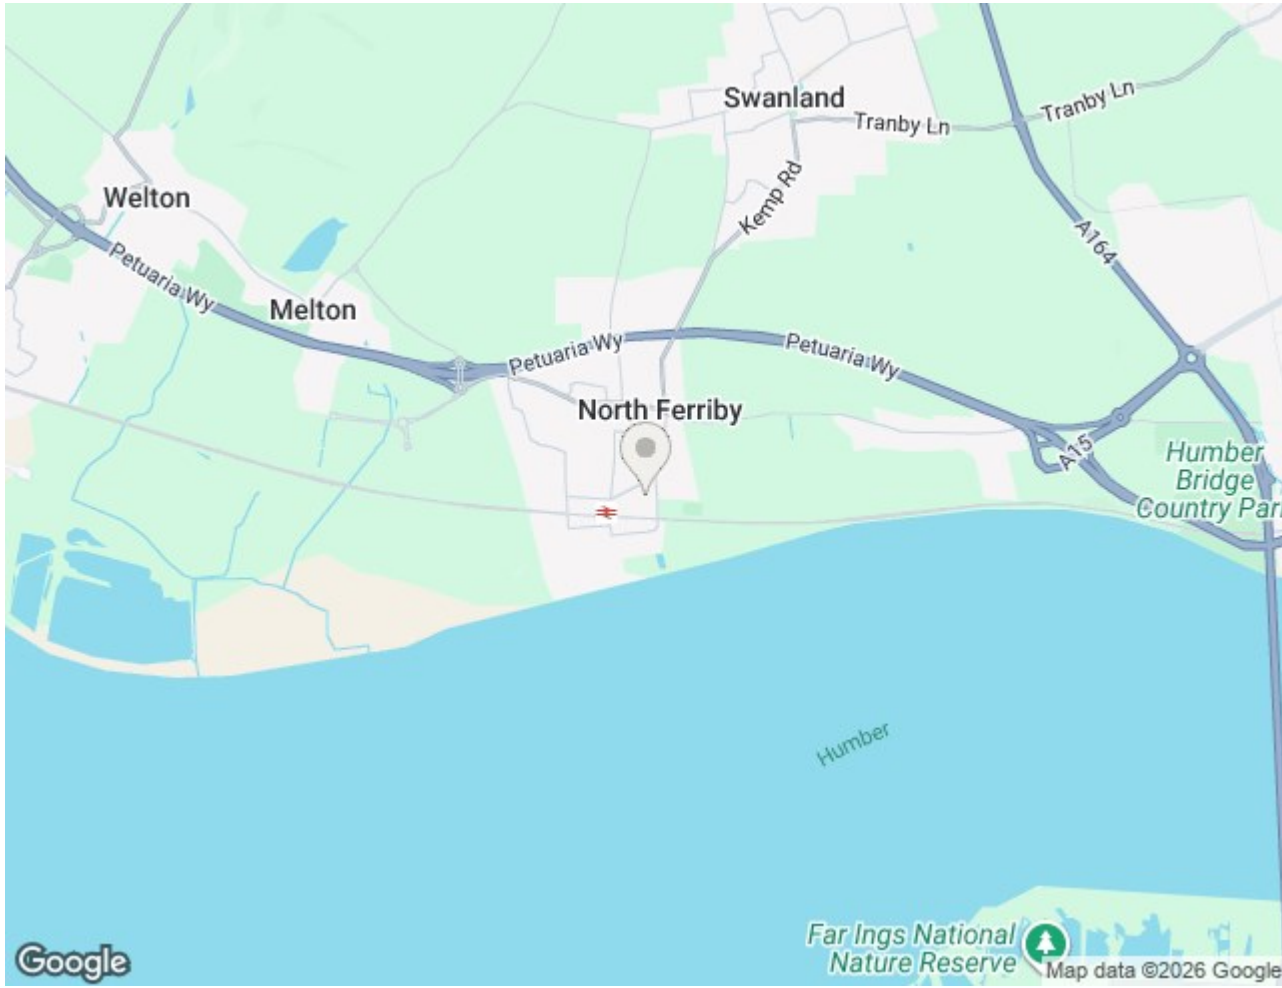 Swanland
Tranby Ln
Tranby Ln
Kemp Rd
Welton
A164
Petuaria Wy
Melton
Petuaria Wy
Petuaria Wy
North Ferriby
A15
Humber
Bridge
Country Par
Humber
Far Ings National
Nature Reserve
Google
Map data ©2026 Google